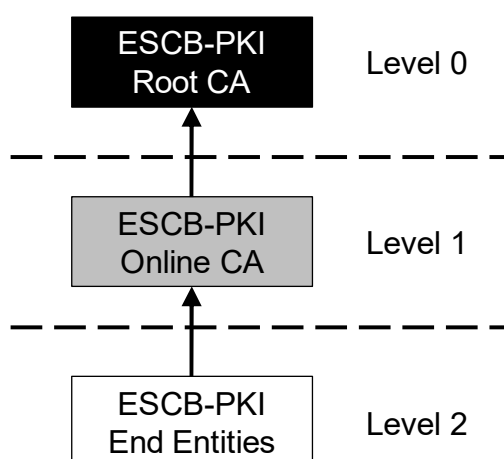 ESCB-PKI
Root CA
Level 0
ESCB-PKI
Online CA
Level 1
ESCB-PKI
End Entities
Level 2